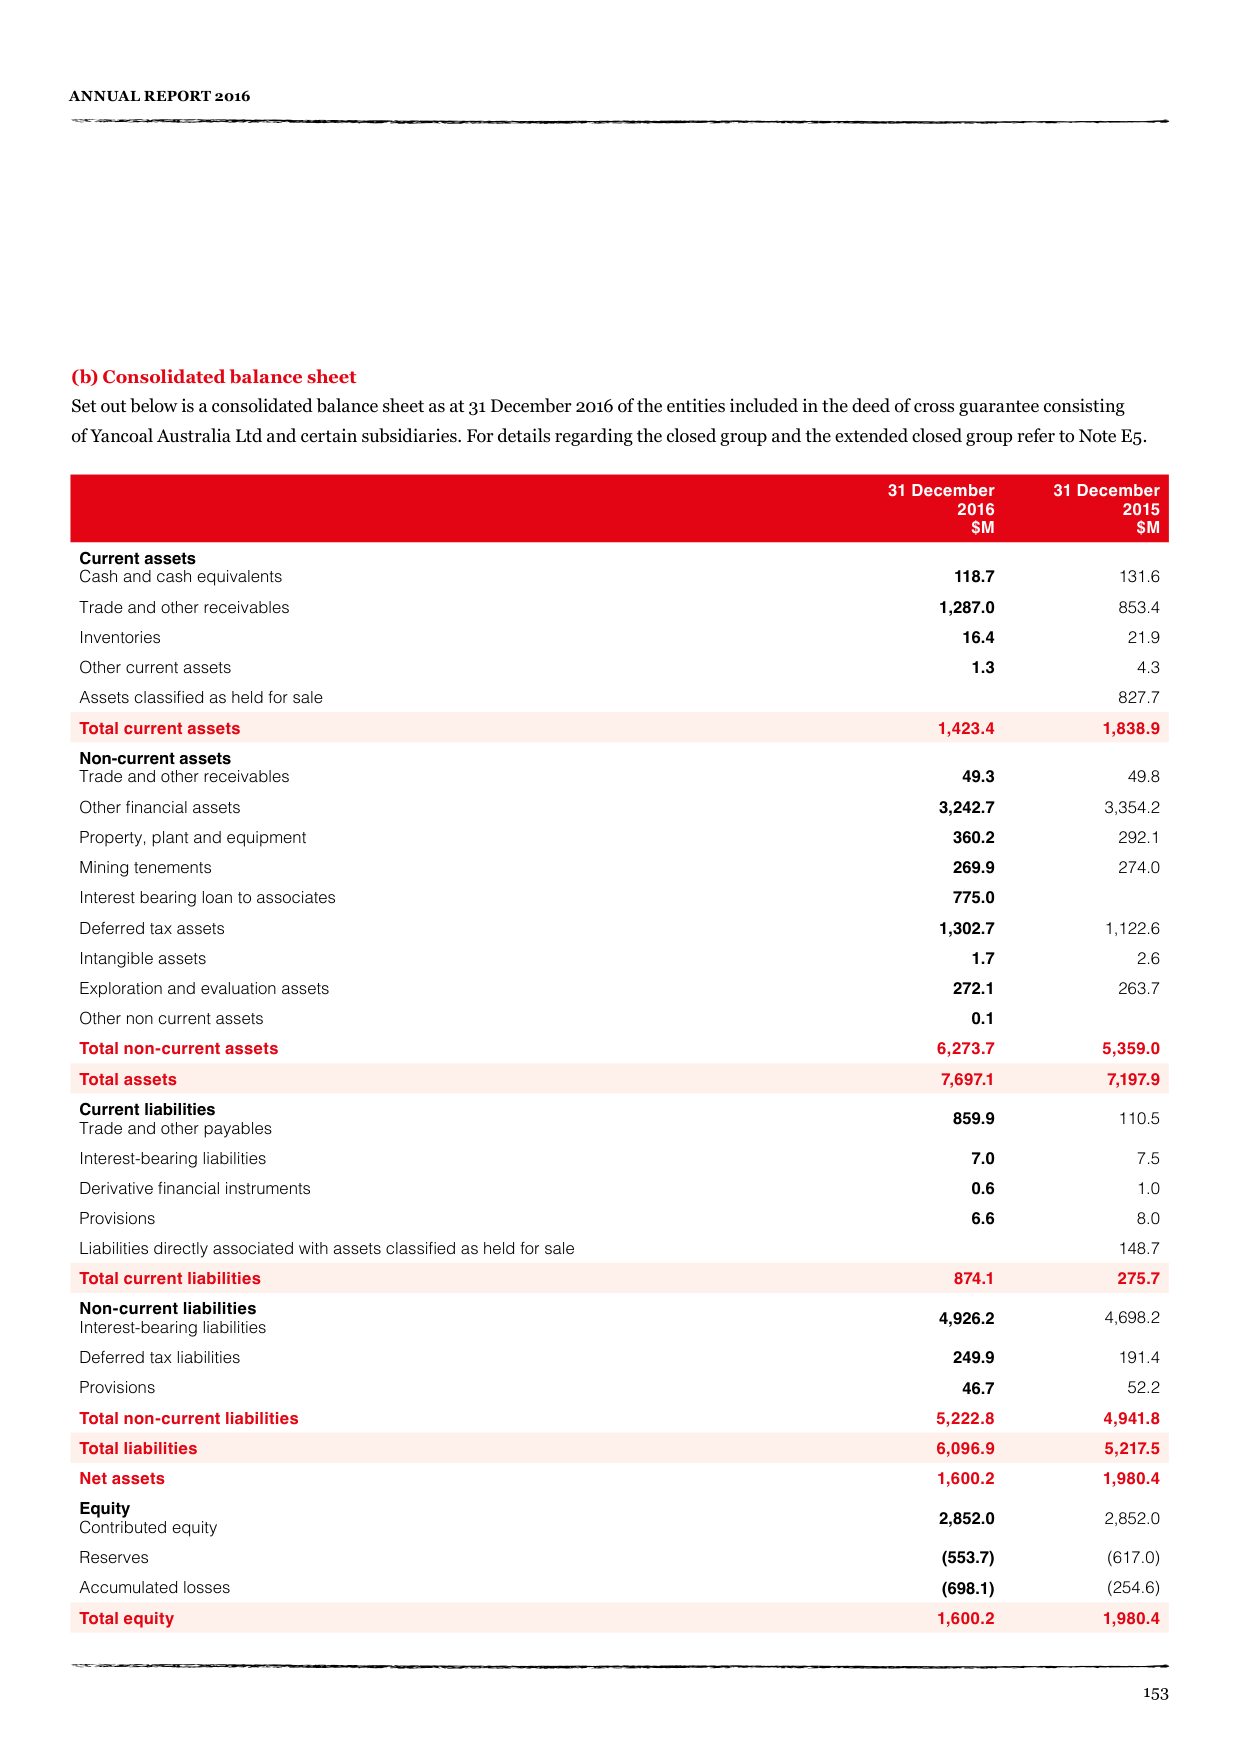 ANNUAL REPORT 2016
(b) Consolidated balance sheet
Set out below is a consolidated balance sheet as at 31 December 2016 of the entities included in the deed of cross guarantee consisting
of Yancoal Australia Ltd and certain subsidiaries. For details regarding the closed group and the extended closed group refer to Note E5.
31 December 31 December
2016 2015
$M $M
Current assets
Cash and cash equivalents 118.7 131.6
Trade and other receivables 1,287.0 853.4
Inventories 16.4 21.9
Other current assets 1.3 4.3
Assets classified as held for sale 827.7
Total current assets 1,423.4 1,838.9
Non-current assets
Trade and other receivables 49.3 49.8
Other financial assets 3,242.7 3,354.2
Property, plant and equipment 360.2 292.1
Mining tenements 269.9 274.0
Interest bearing loan to associates 775.0
Deferred tax assets 1,302.7 1,122.6
Intangible assets 1.7 2.6
Exploration and evaluation assets 272.1 263.7
Other non current assets 0.1
Total non-current assets 6,273.7 5,359.0
Total assets 7,697.1 7,197.9
Current liabilities
Trade and other payables 859.9 110.5
Interest-bearing liabilities 7.0 7.5
Derivative financial instruments 0.6 1.0
Provisions 6.6 8.0
Liabilities directly associated with assets classified as held for sale 148.7
Total current liabilities 874.1 275.7
Non-current liabilities
Interest-bearing liabilities 4,926.2 4,698.2
Deferred tax liabilities 249.9 191.4
Provisions 46.7 52.2
Total non-current liabilities 5,222.8 4,941.8
Total liabilities 6,096.9 5,217.5
Net assets 1,600.2 1,980.4
Equity
Contributed equity 2,852.0 2,852.0
Reserves (553.7) (617.0)
Accumulated losses (698.1) (254.6)
Total equity 1,600.2 1,980.4
153